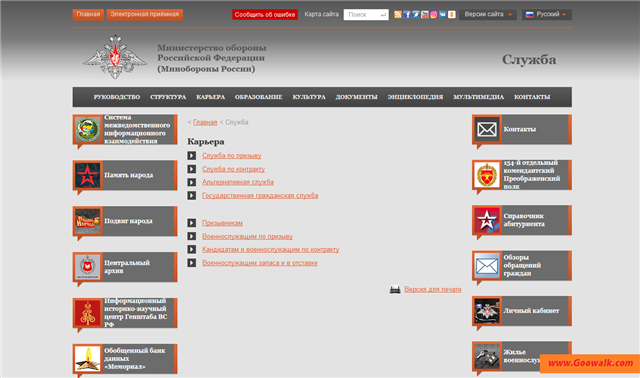 Главная
Электронная приёмная
Сообщить об ошибке
Карта сайта
Поиск
Версии сайта
Русский
Министерство обороны
Российской Федерации
(Минобороны России)
Служба
РУКОВОДСТВО СТРУКТУРА КАРЬЕРА ОБРАЗОВАНИЕ КУЛЬТУРА ДОКУМЕНТЫ ЭНЦИКЛОПЕДИЯ МУЛЬТИМЕДИА КОНТАКТЫ
Система
межведомственного
информационного
взаимодействия
Память народа
Подвиг народа
Центральный
архив
Информационный
историко-научный
центр Генштаба ВС
РФ
Обобщенный банк
данных
«Мемориал»
< Главная < Служба
Карьера
Служба по призыву
Служба по контракту
Альтернативная служба
Государственная гражданская служба
Призывникам
Военнослужащим по призыву
Кандидатам и военнослужащим по контракту
Военнослужащим запаса и в отставке
Версия для печати
Контакты
154-й отдельный
комендантский
Преображенский
полк
Справочник
абитуриента
Обзоры
обращений
граждан
Личный кабинет
Жилье
www.Goowalk.com